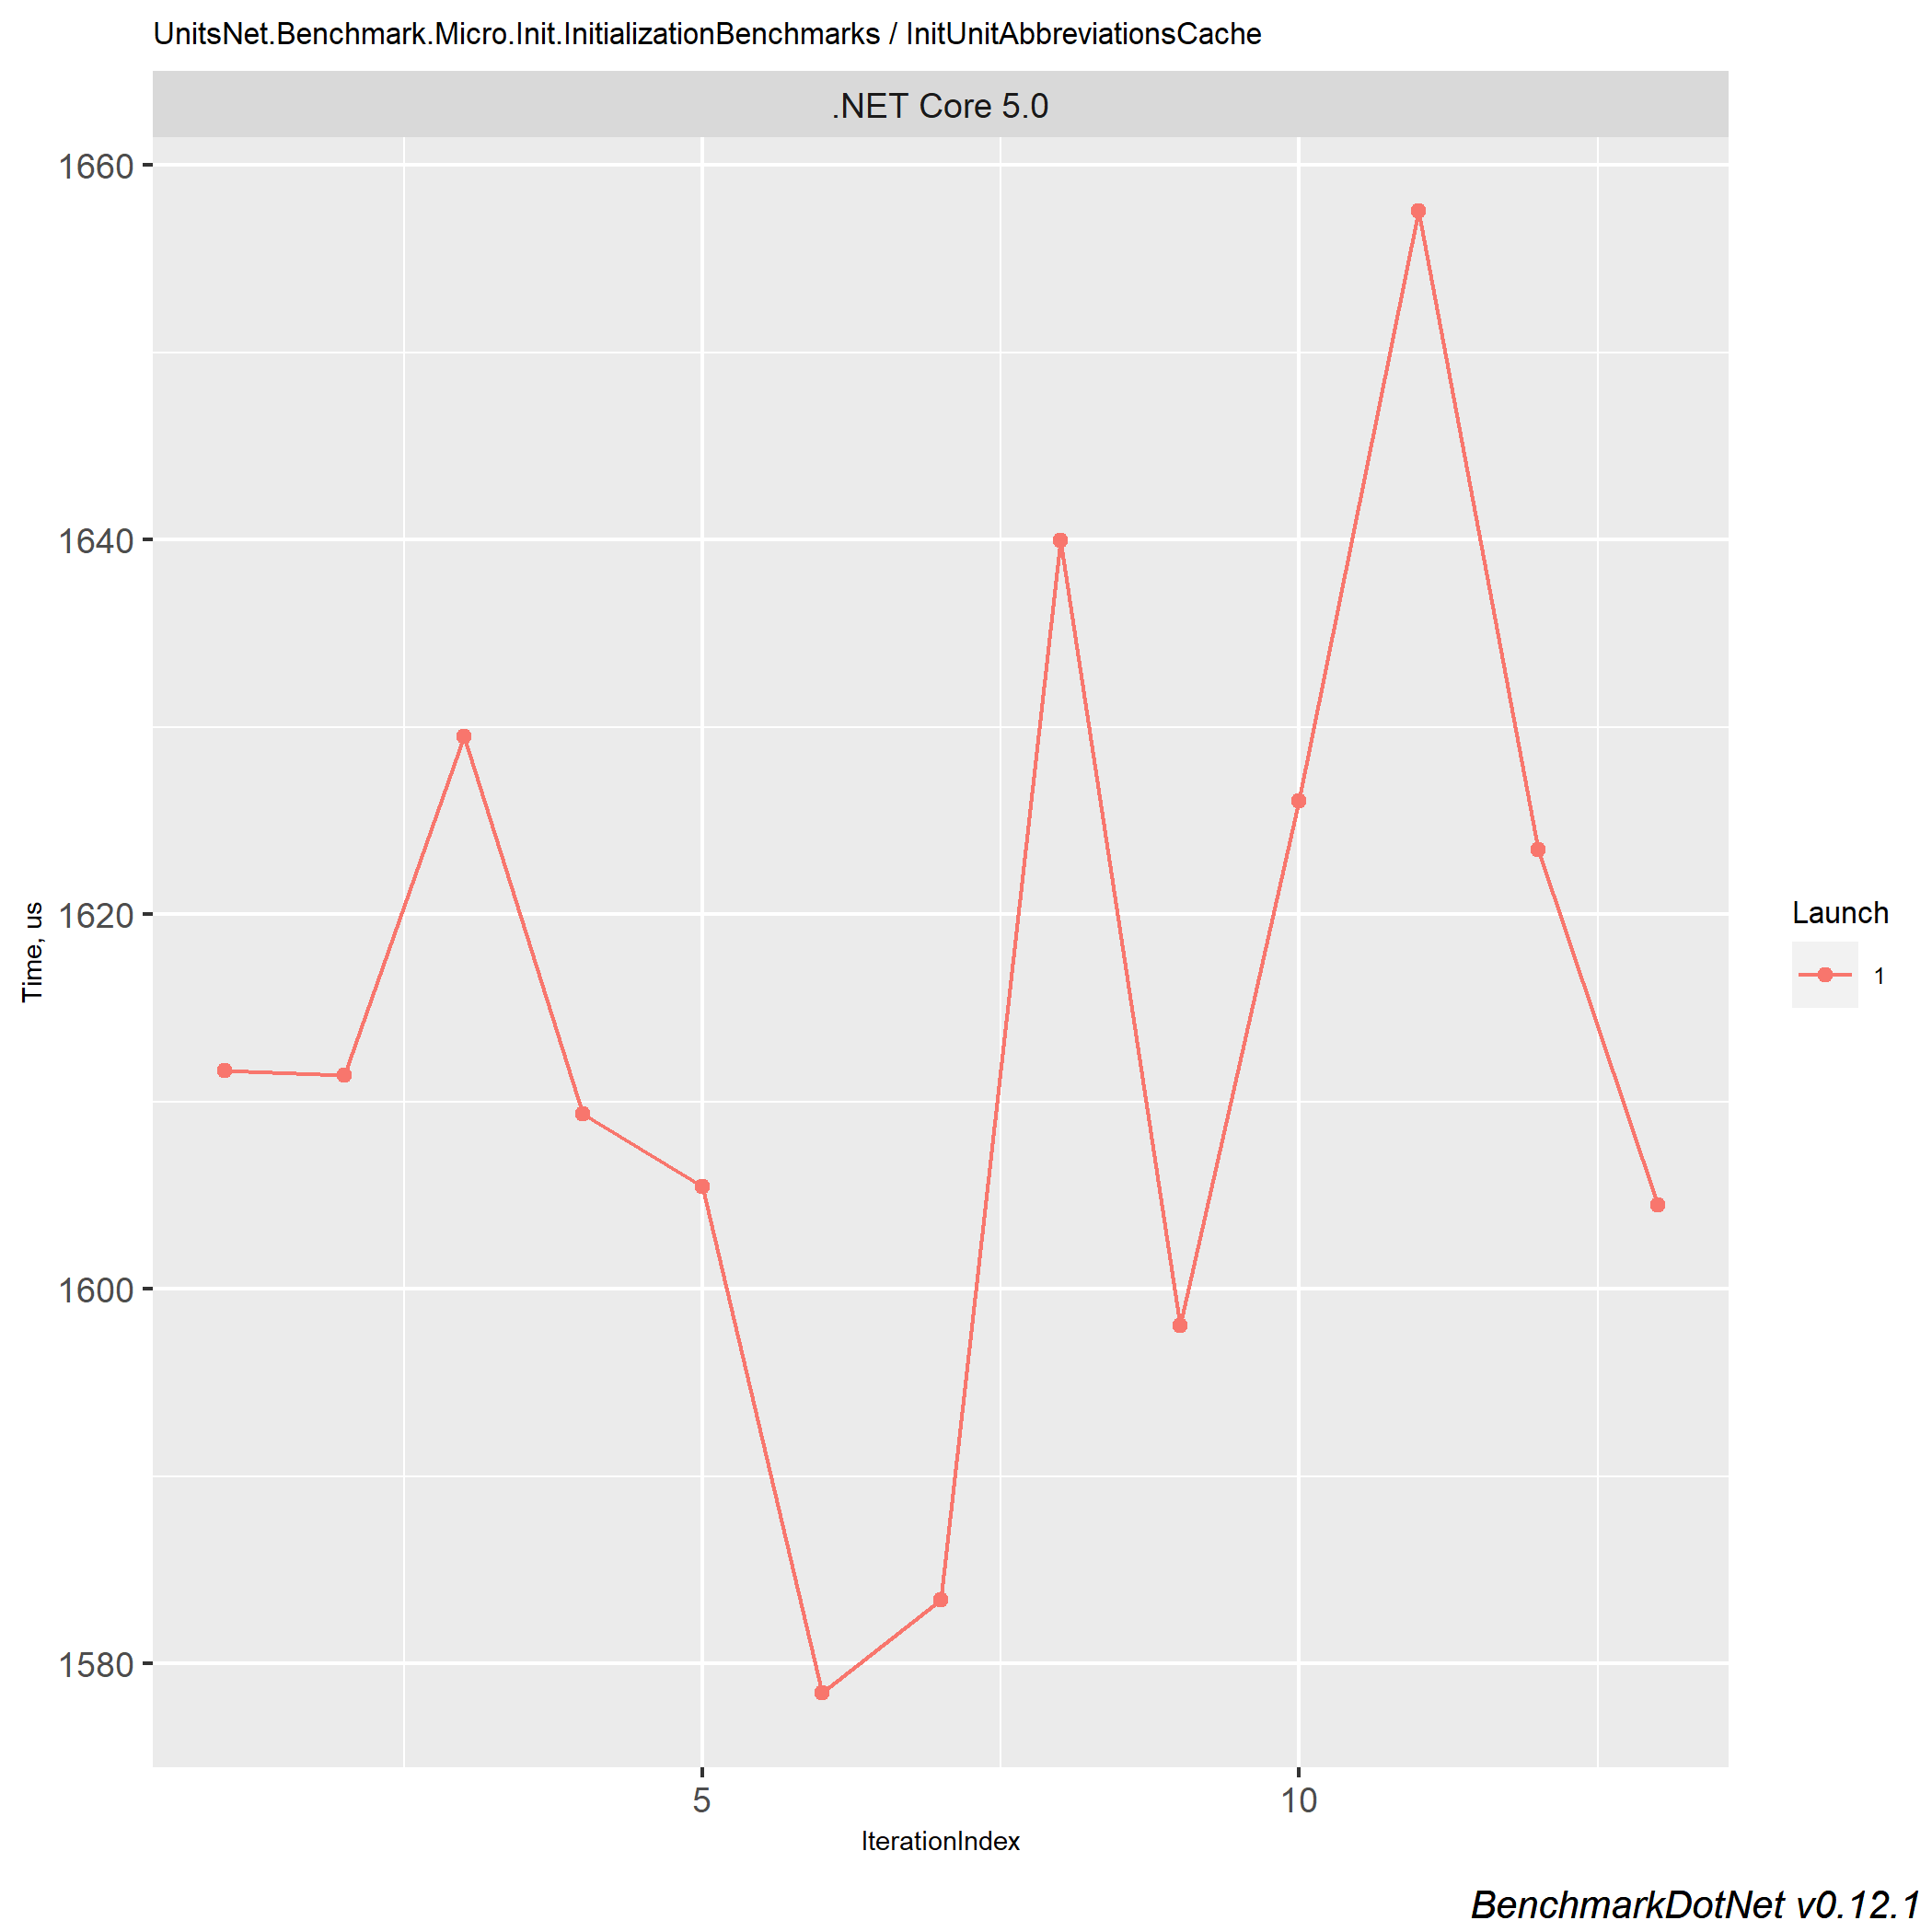 UnitsNet.Benchmark.Micro.Init.InitializationBenchmarks / InitUnitAbbreviationsCache
.NET Core 5.0
1660
1640
1620
1600
1580
Time, us
5
10
IterationIndex
Launch
1
BenchmarkDotNet v0.12.1